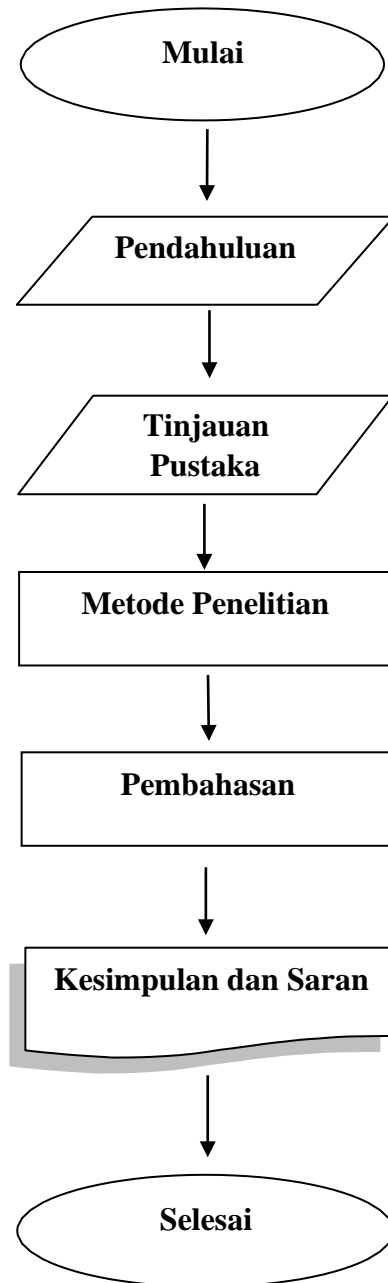 Mulai
Pendahuluan
Tinjauan
Pustaka
Metode Penelitian
Pembahasan
Kesimpulan dan Saran
Selesai